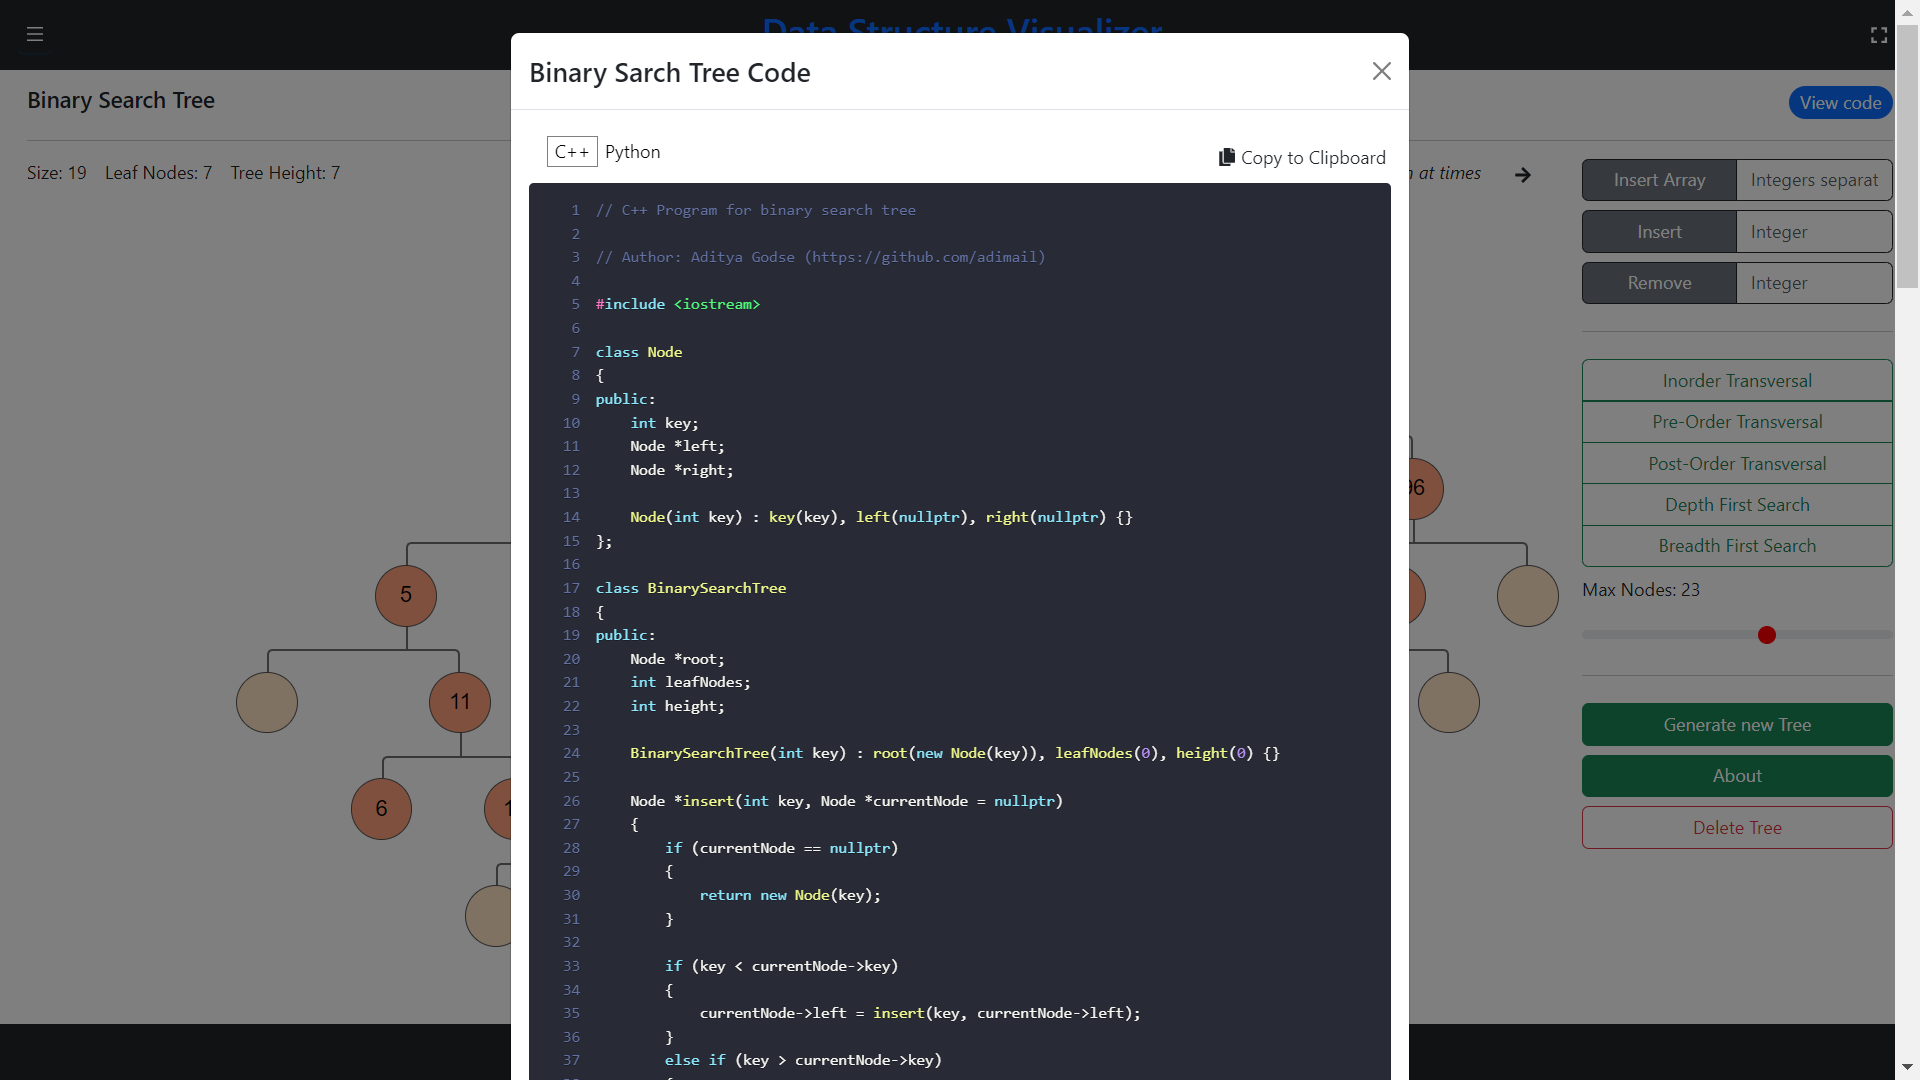 Data Structure Visualizer
Binary Search Tree
View code
Size: 19 Leaf Nodes: 7 Tree Height: 7
at times
Insert Array Integers separat
Insert Integer
Remove Integer
Inorder Transversal
Pre-Order Transversal
Post-Order Transversal
Depth First Search
Breadth First Search
Max Nodes: 23
Generate new Tree
About
Delete Tree
5
11
6
96
Binary Sarch Tree Code
C++ Python
Copy to Clipboard
1 // C++ Program for binary search tree
2
3 // Author: Aditya Godse (https://github.com/adimail)
4
5 #include <iostream>
6
7 class Node
8 {
9 public:
10 int key;
11 Node *left;
12 Node *right;
13
14 Node(int key) : key(key), left(nullptr), right(nullptr) {}
15 };
16
17 class BinarySearchTree
18 {
19 public:
20 Node *root;
21 int leafNodes;
22 int height;
23
24 BinarySearchTree(int key) : root(new Node(key)), leafNodes(0), height(0) {}
25
26 Node *insert(int key, Node *currentNode = nullptr)
27 {
28 if (currentNode == nullptr)
29 {
30 return new Node(key);
31 }
32
33 if (key < currentNode->key)
34 {
35 currentNode->left = insert(key, currentNode->left);
36 }
37 else if (key > currentNode->key)